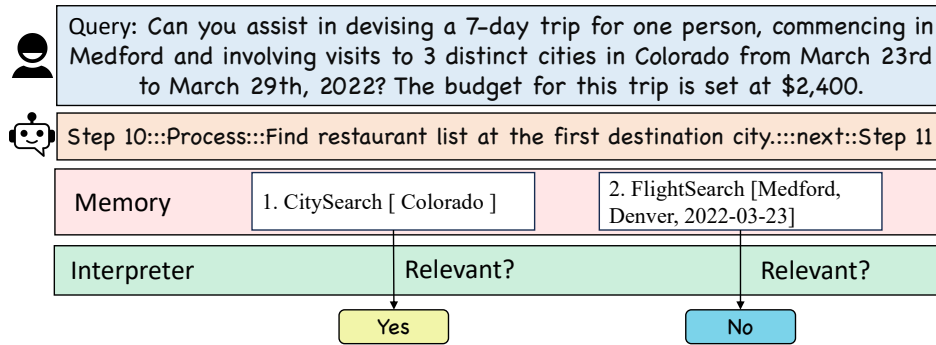 Query: Can you assist in devising a 7-day trip for one person, commencing in
Medford and involving visits to 3 distinct cities in Colorado from March 23rd
to March 29th, 2022? The budget for this trip is set at $2,400.
Step 10:::Process:::Find restaurant list at the first destination city.:::next::Step 11
Memory
1. CitySearch [ Colorado ]
2. FlightSearch [Medford,
Denver, 2022-03-23]
Interpreter
Relevant?
Relevant?
Yes
No